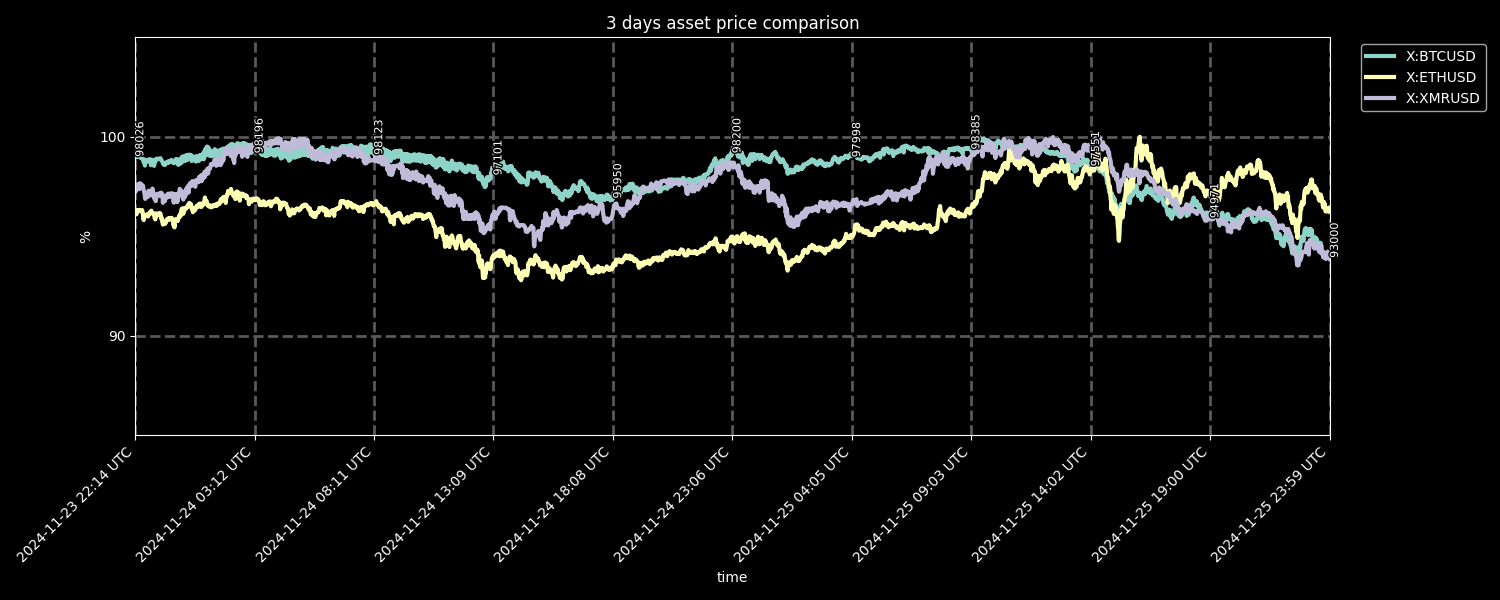 3 days asset price comparison
X:BTCUSD
X:ETHUSD
X:XMRUSD
%
100
90
98026
98196
98123
97101
95950
98200
97998
98385
97551
94971
93000
2024-11-23 22:14 UTC
2024-11-24 03:12 UTC
2024-11-24 08:11 UTC
2024-11-24 13:09 UTC
2024-11-24 18:08 UTC
2024-11-24 23:06 UTC
2024-11-25 04:05 UTC
2024-11-25 09:03 UTC
2024-11-25 14:02 UTC
2024-11-25 19:00 UTC
2024-11-25 23:59 UTC
time